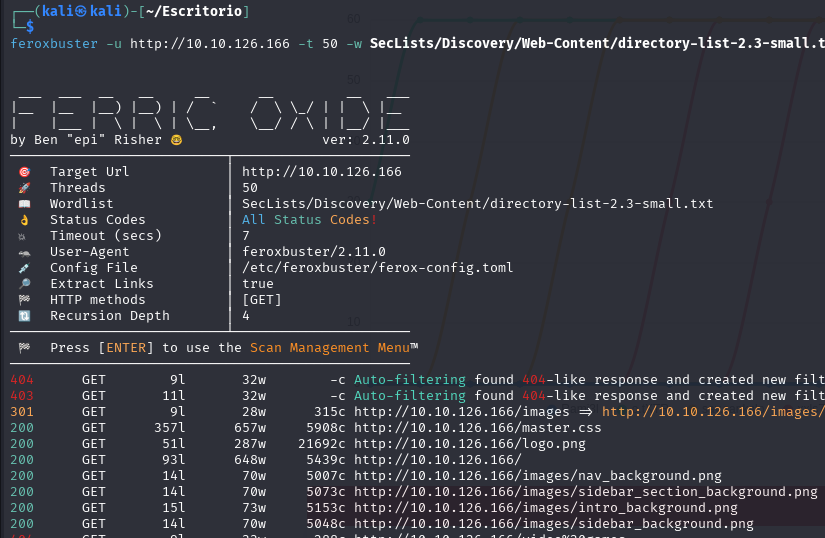 (kali㉿kali)-[~/Escritorio]
$
feroxbuster -u http://10.10.126.166 -t 50 -w SecLists/Discovery/Web-Content/directory-list-2.3-small.t
FERRIC OXIDE
by Ben "epi" Risher 🤓 ver: 2.11.0
🎯 Target Url │ http://10.10.126.166
🚀 Threads │ 50
📖 Wordlist │ SecLists/Discovery/Web-Content/directory-list-2.3-small.txt
👌 Status Codes │ All Status Codes!
💥 Timeout (secs) │ 7
🦡 User-Agent │ feroxbuster/2.11.0
💉 Config File │ /etc/feroxbuster/ferox-config.toml
🔎 Extract Links │ true
🏁 HTTP methods │ [GET]
🔃 Recursion Depth │ 4
🏁 Press [ENTER] to use the Scan Management Menu™
404 GET 9l 32w -c Auto-filtering found 404-like response and created new filt
403 GET 11l 32w -c Auto-filtering found 404-like response and created new filt
301 GET 9l 28w 315c http://10.10.126.166/images => http://10.10.126.166/images/
200 GET 357l 657w 5908c http://10.10.126.166/master.css
200 GET 51l 287w 21692c http://10.10.126.166/logo.png
200 GET 93l 648w 5439c http://10.10.126.166/
200 GET 14l 70w 5007c http://10.10.126.166/images/nav_background.png
200 GET 14l 70w 5073c http://10.10.126.166/images/sidebar_section_background.png
200 GET 15l 73w 5153c http://10.10.126.166/images/intro_background.png
200 GET 14l 70w 5048c http://10.10.126.166/images/sidebar_background.png